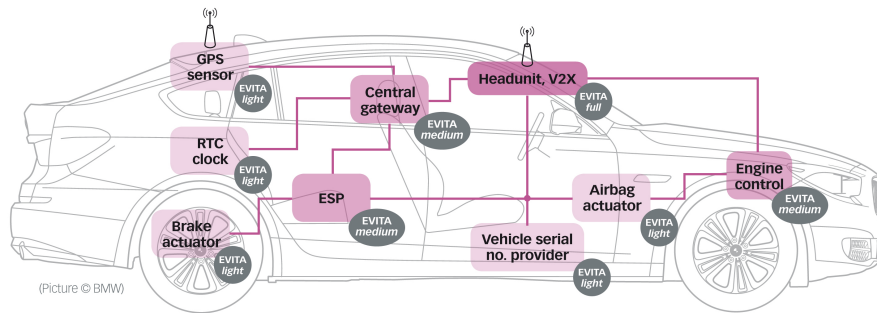 GPS
sensor
EVITA
light
Central
gateway
EVITA
medium
Headunit, V2X
EVITA
full
RTC
clock
EVITA
light
ESP
EVITA
medium
Airbag
actuator
EVITA
light
Engine
control
EVITA
medium
Brake
actuator
EVITA
light
Vehicle serial
no. provider
EVITA
light
(Picture © BMW)